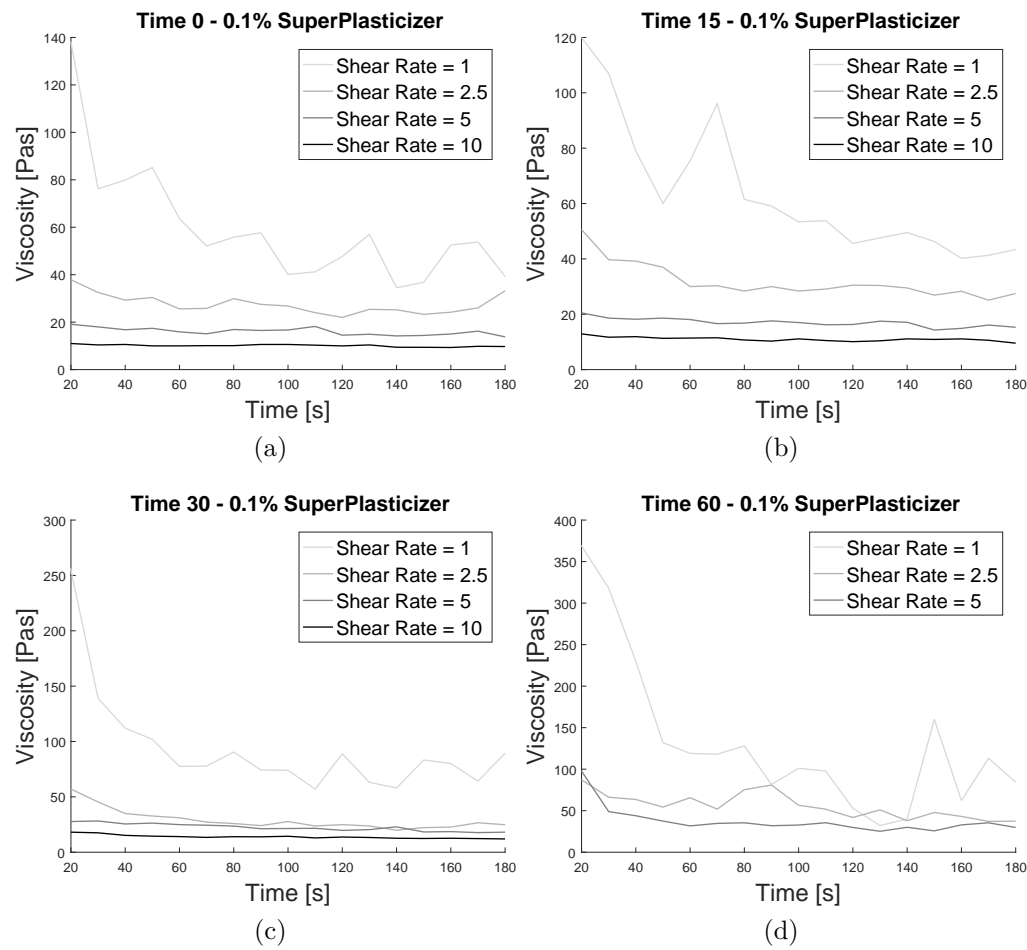 Time 0 - 0.1% SuperPlasticizer
140
120
100
80
60
40
20
0
Viscosity [Pas]
Shear Rate = 1
Shear Rate = 2.5
Shear Rate = 5
Shear Rate = 10
20 40 60 80 100 120 140 160 180
Time [s]
(a)
Time 15 - 0.1% SuperPlasticizer
120
100
80
60
40
20
0
Viscosity [Pas]
Shear Rate = 1
Shear Rate = 2.5
Shear Rate = 5
Shear Rate = 10
20 40 60 80 100 120 140 160 180
Time [s]
(b)
Time 30 - 0.1% SuperPlasticizer
300
250
200
150
100
50
0
Viscosity [Pas]
Shear Rate = 1
Shear Rate = 2.5
Shear Rate = 5
Shear Rate = 10
20 40 60 80 100 120 140 160 180
Time [s]
(c)
Time 60 - 0.1% SuperPlasticizer
400
350
300
250
200
150
100
50
0
Viscosity [Pas]
Shear Rate = 1
Shear Rate = 2.5
Shear Rate = 5
20 40 60 80 100 120 140 160 180
Time [s]
(d)